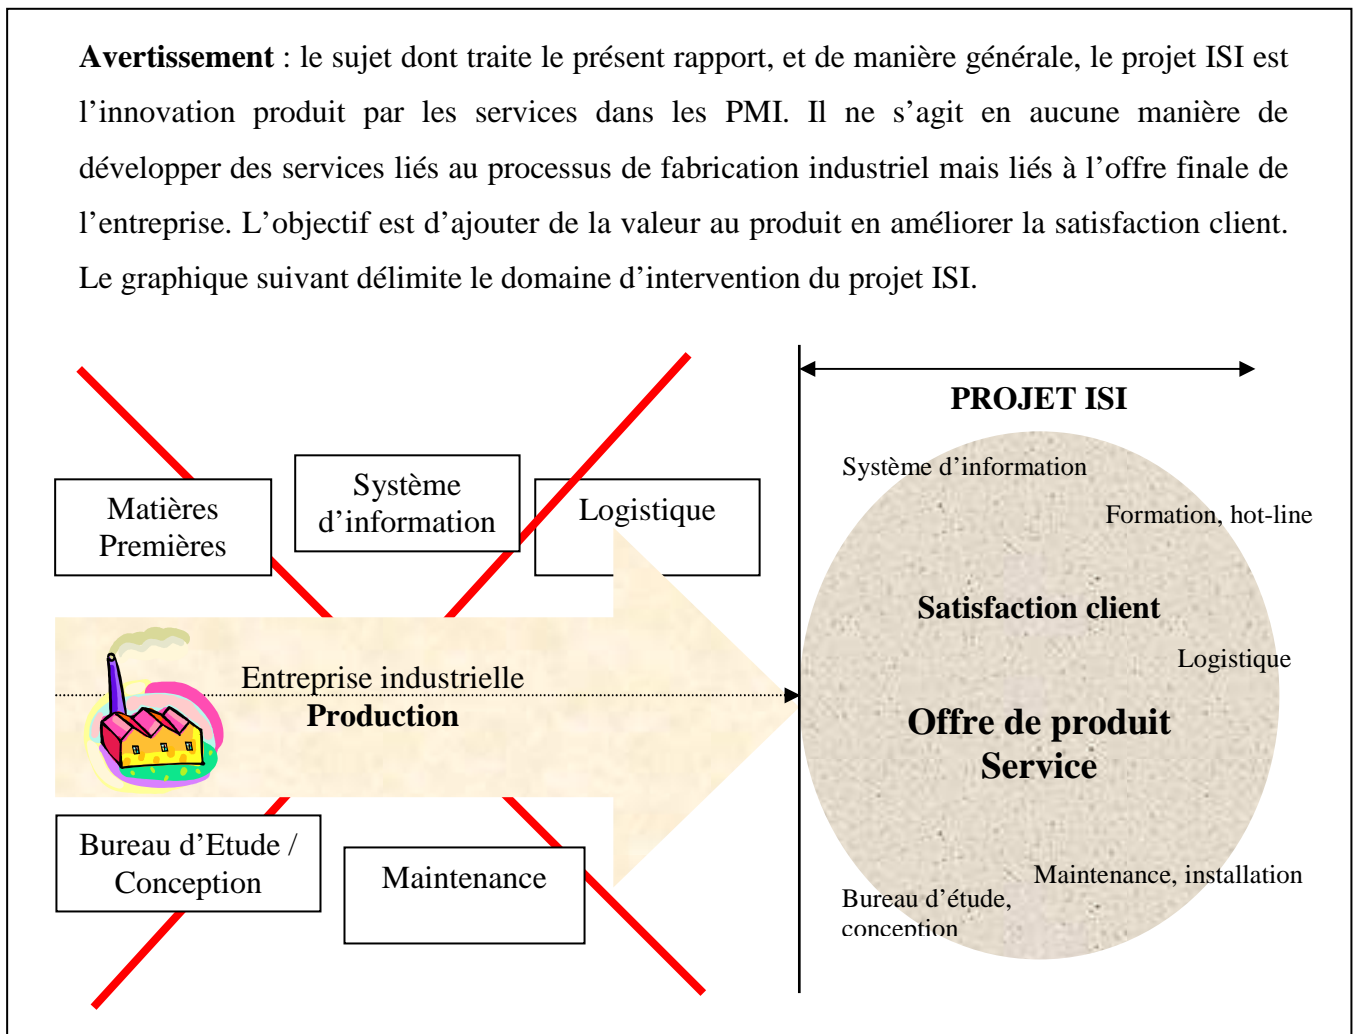 Avertissement : le sujet dont traite le présent rapport, et de manière générale, le projet ISI est
l’innovation produit par les services dans les PMI. Il ne s’agit en aucune manière de
développer des services liés au processus de fabrication industriel mais liés à l’offre finale de
l’entreprise. L’objectif est d’ajouter de la valeur au produit en améliorer la satisfaction client.
Le graphique suivant délimite le domaine d’intervention du projet ISI.
Matières
Premières
Système
d’information
Logistique
Entreprise industrielle
Production
Bureau d’Etude /
Conception
Maintenance
PROJET ISI
Système d’information
Formation, hot-line
Satisfaction client
Logistique
Offre de produit
Service
Maintenance, installation
Bureau d’étude,
conception